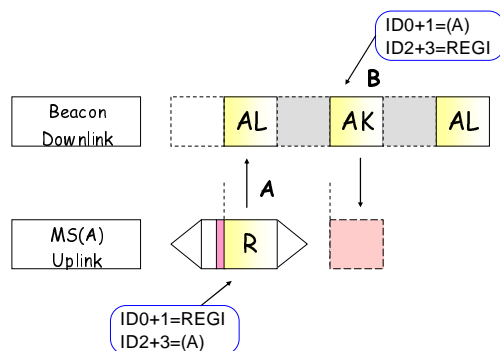 ID0+1=(A)
ID2+3=REGI
B
Beacon
Downlink
AL
AK
AL
A
MS(A)
Uplink
R
ID0+1=REGI
ID2+3=(A)